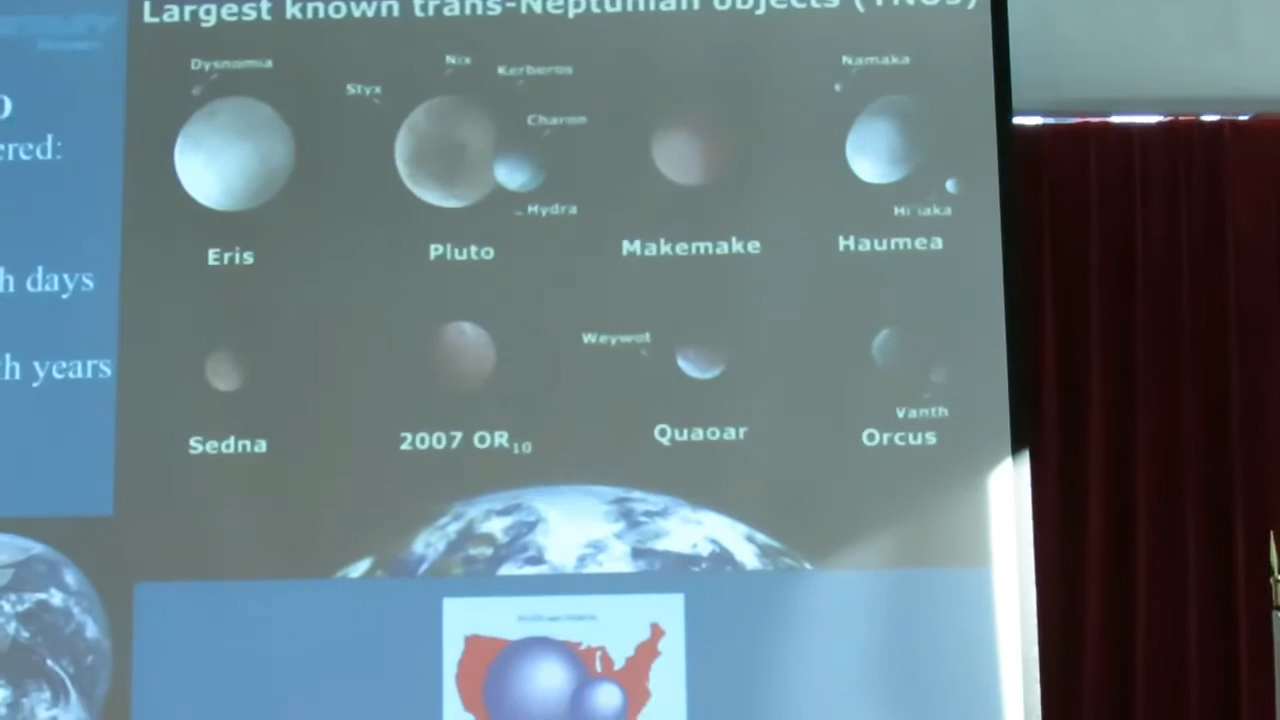 Largest known trans-Neptunian objects (TNOs)
Dysnomia
Nix
Kerberos
Namaka
Styx
Charon
Hydra
Eris
Pluto
Makemake
Haumea
ered:
h days
Weywot
h years
Vanth
Sedna
2007 OR₁₀
Quaoar
Orcus